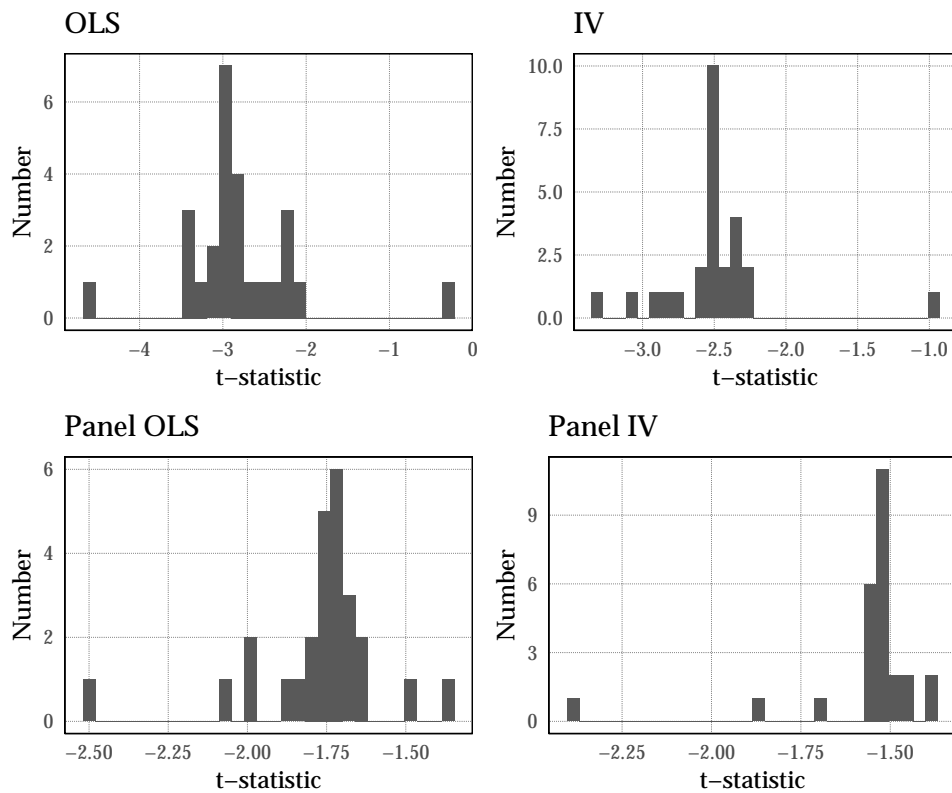 OLS
IV
Number
6
4
2
0
−4 −3 −2 −1 0
t−statistic
Number
10.0
7.5
5.0
2.5
0.0
−3.0 −2.5 −2.0 −1.5 −1.0
t−statistic
Panel OLS
Panel IV
Number
6
4
2
0
−2.50 −2.25 −2.00 −1.75 −1.50
t−statistic
Number
9
6
3
0
−2.25 −2.00 −1.75 −1.50
t−statistic